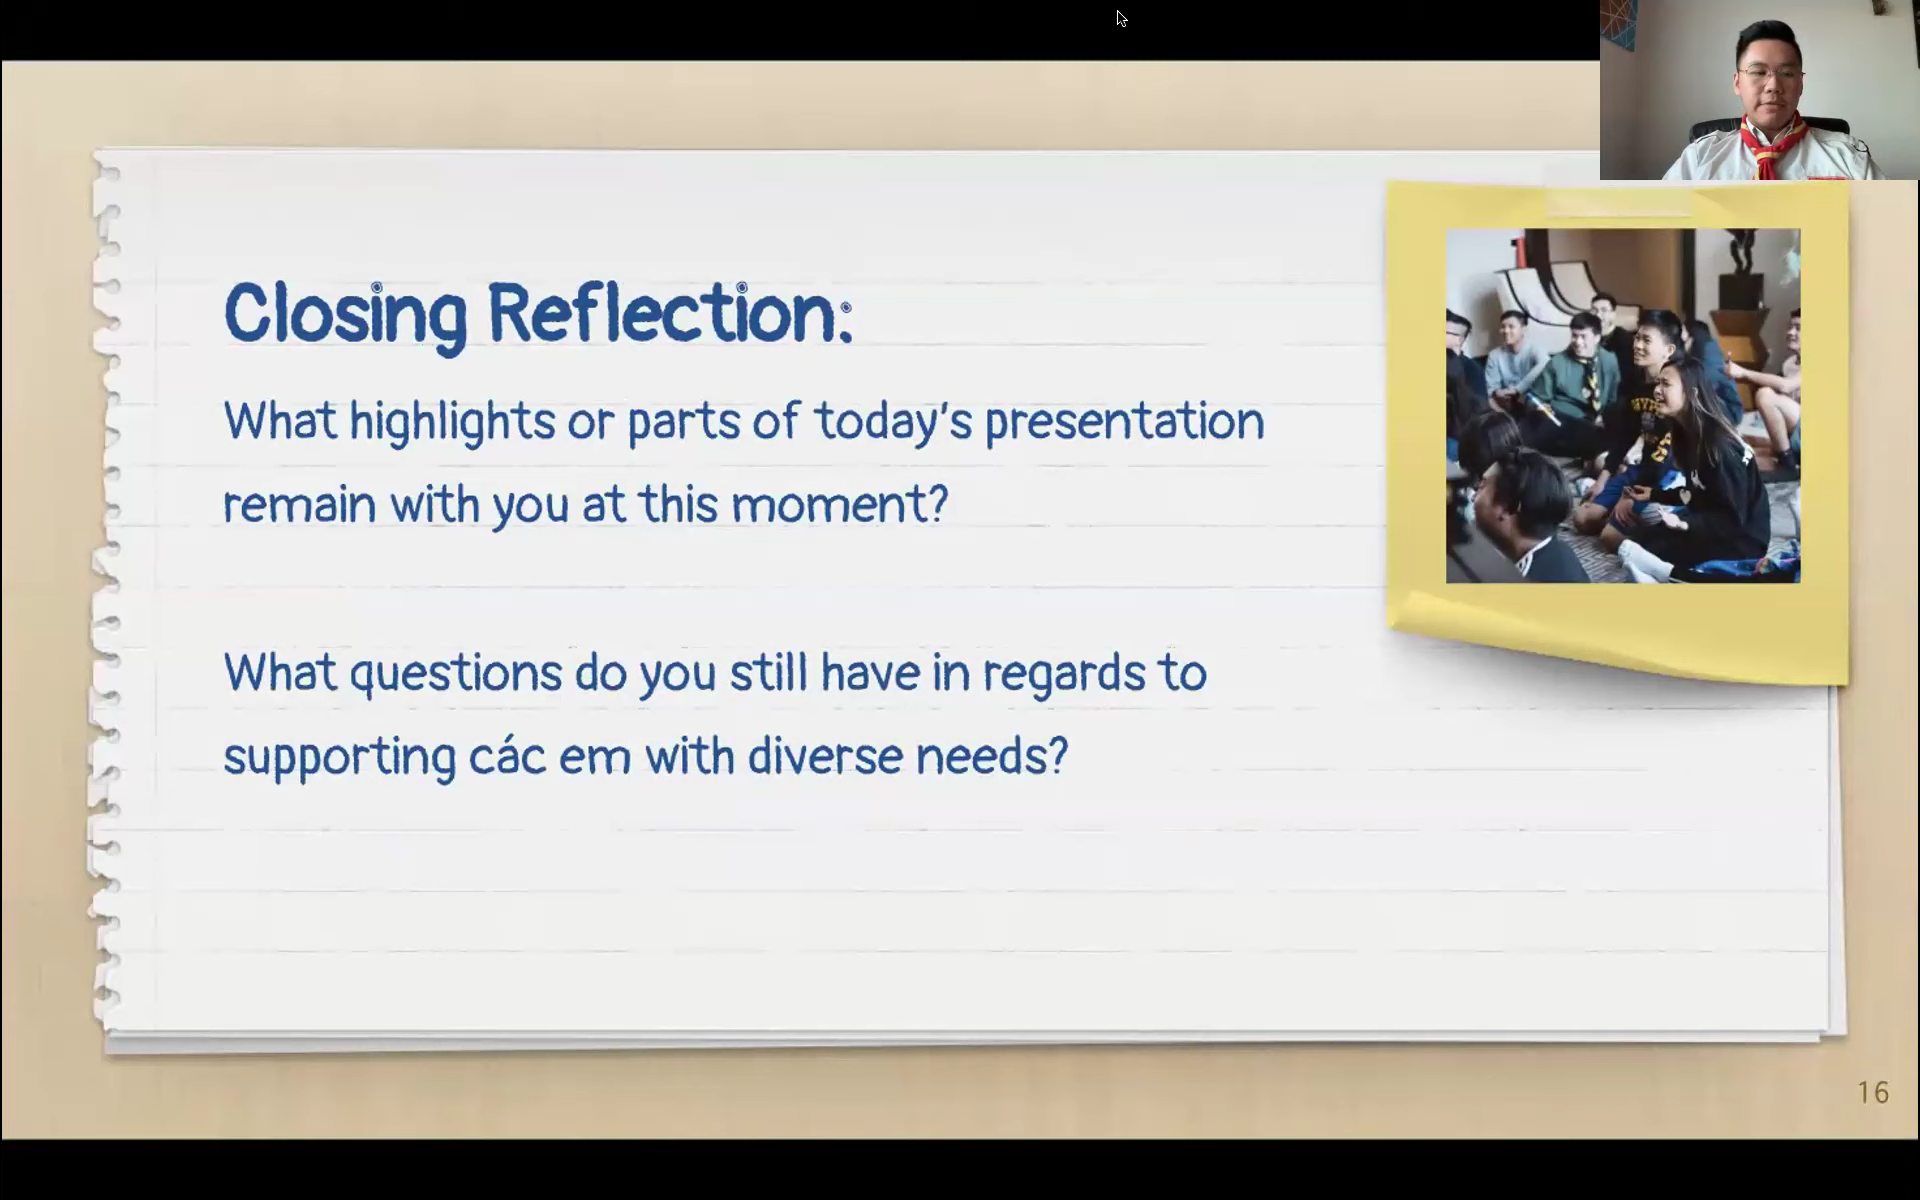 Closing Reflection:
What highlights or parts of today's presentation
remain with you at this moment?
What questions do you still have in regards to
supporting các em with diverse needs?
16